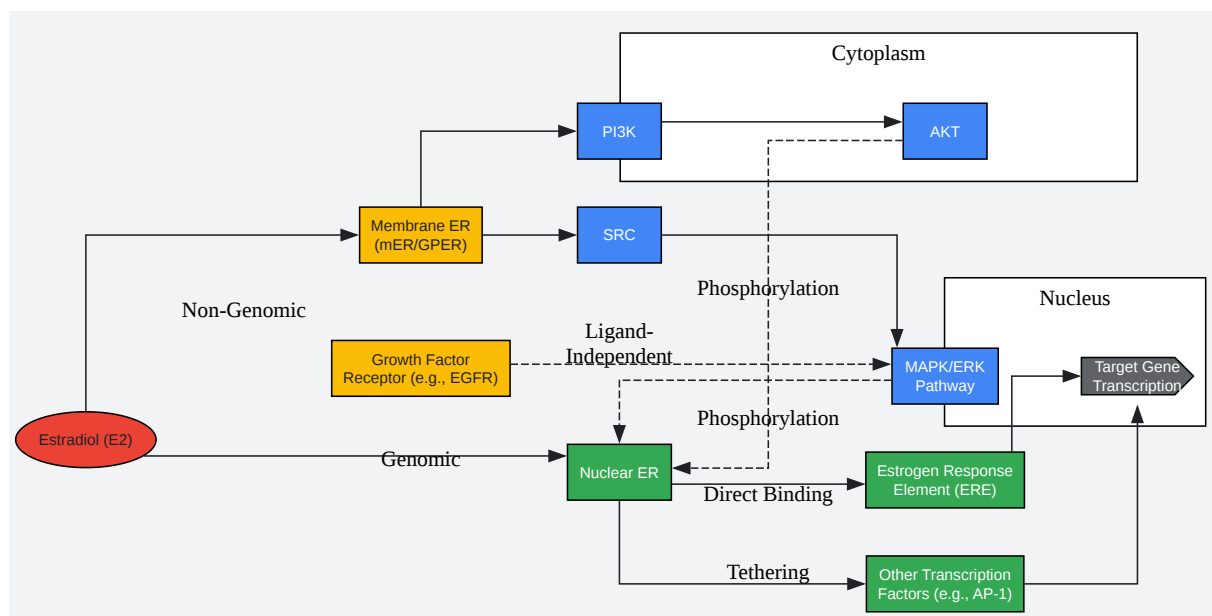 Cytoplasm
PI3K
AKT
Membrane ER
(mER/GPER)
SRC
Phosphorylation
Nucleus
Non-Genomic
Ligand-
Independent
Growth Factor
Receptor (e.g., EGFR)
MAPK/ERK
Pathway
Target Gene
Transcription
Phosphorylation
Estradiol (E2)
Genomic
Nuclear ER
Direct Binding
Estrogen Response
Element (ERE)
Tethering
Other Transcription
Factors (e.g., AP-1)